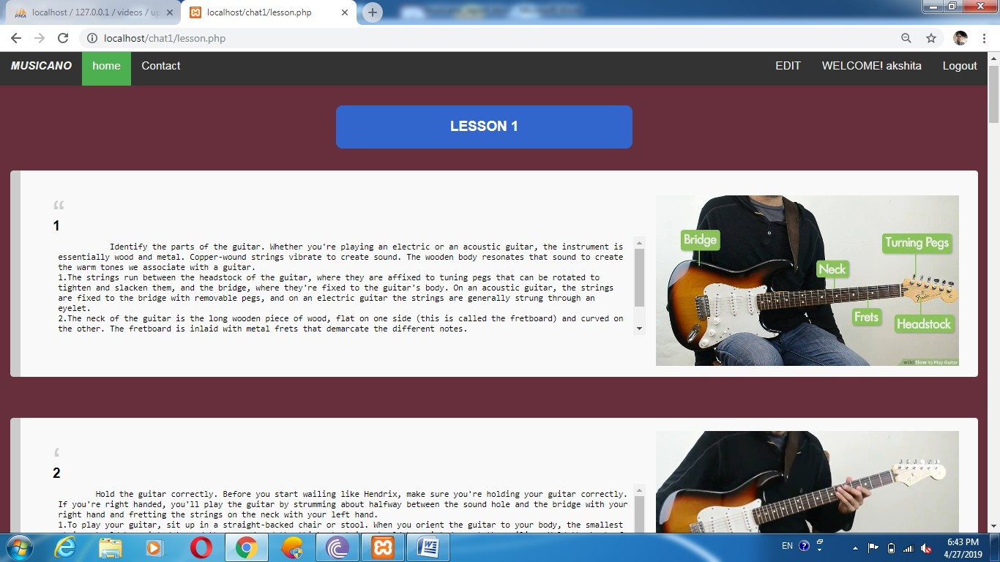 localhost / 127.0.0.1 / videos / up
localhost/chat1/lesson.php
localhost/chat1/lesson.php
MUSICANO home Contact EDIT WELCOME! akshita Logout
LESSON 1
“
1
Identify the parts of the guitar. Whether you're playing an electric or an acoustic guitar, the instrument is
essentially wood and metal. Copper-wound strings vibrate to create sound. The wooden body resonates that sound to create
the warm tones we associate with a guitar.
1.The strings run between the headstock of the guitar, where they are affixed to tuning pegs that can be rotated to
tighten and slacken them, and the bridge, where they're fixed to the guitar's body. On an acoustic guitar, the strings
are fixed to the bridge with removable pegs, and on an electric guitar the strings are generally strung through an
eyelet.
2.The neck of the guitar is the long wooden piece of wood, flat on one side (this is called the fretboard) and curved on
the other. The fretboard is inlaid with metal frets that demarcate the different notes.
Bridge
Turning Pegs
Neck
Frets
Headstock
Fender
wikiHow to Play Guitar
‘
2
Hold the guitar correctly. Before you start wailing like Hendrix, make sure you're holding your guitar correctly.
If you're right handed, you'll play the guitar by strumming about halfway between the sound hole and the bridge with your
right hand and fretting the strings on the neck with your left hand.
1.To play your guitar, sit up in a straight-backed chair or stool. When you orient the guitar to your body, the smallest
EN
6:43 PM
4/27/2019